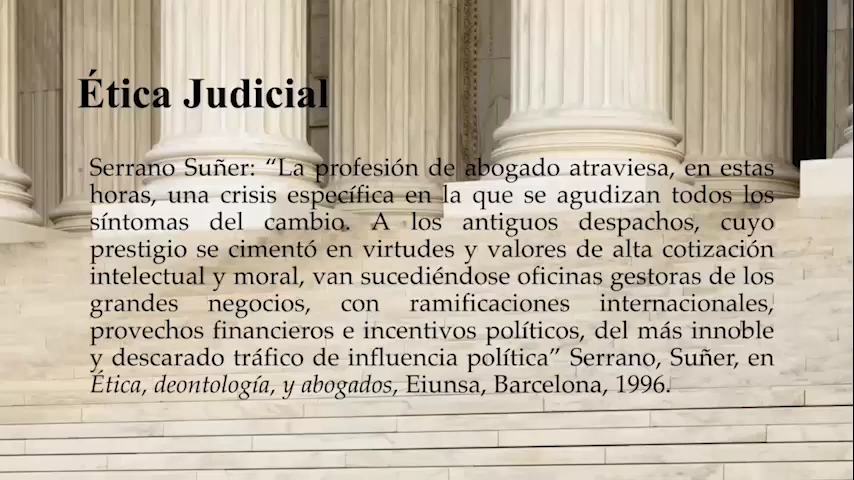 Ética Judicial
Serrano Suñer: “La profesión de abogado atraviesa, en estas
horas, una crisis específica en la que se agudizan todos los
síntomas del cambio. A los antiguos despachos, cuyo
prestigio se cimentó en virtudes y valores de alta cotización
intelectual y moral, van sucediéndose oficinas gestoras de los
grandes negocios, con ramificaciones internacionales,
provechos financieros e incentivos políticos, del más innoble
y descarado tráfico de influencia política” Serrano, Suñer, en
Ética, deontología, y abogados, Eiunsa, Barcelona, 1996.